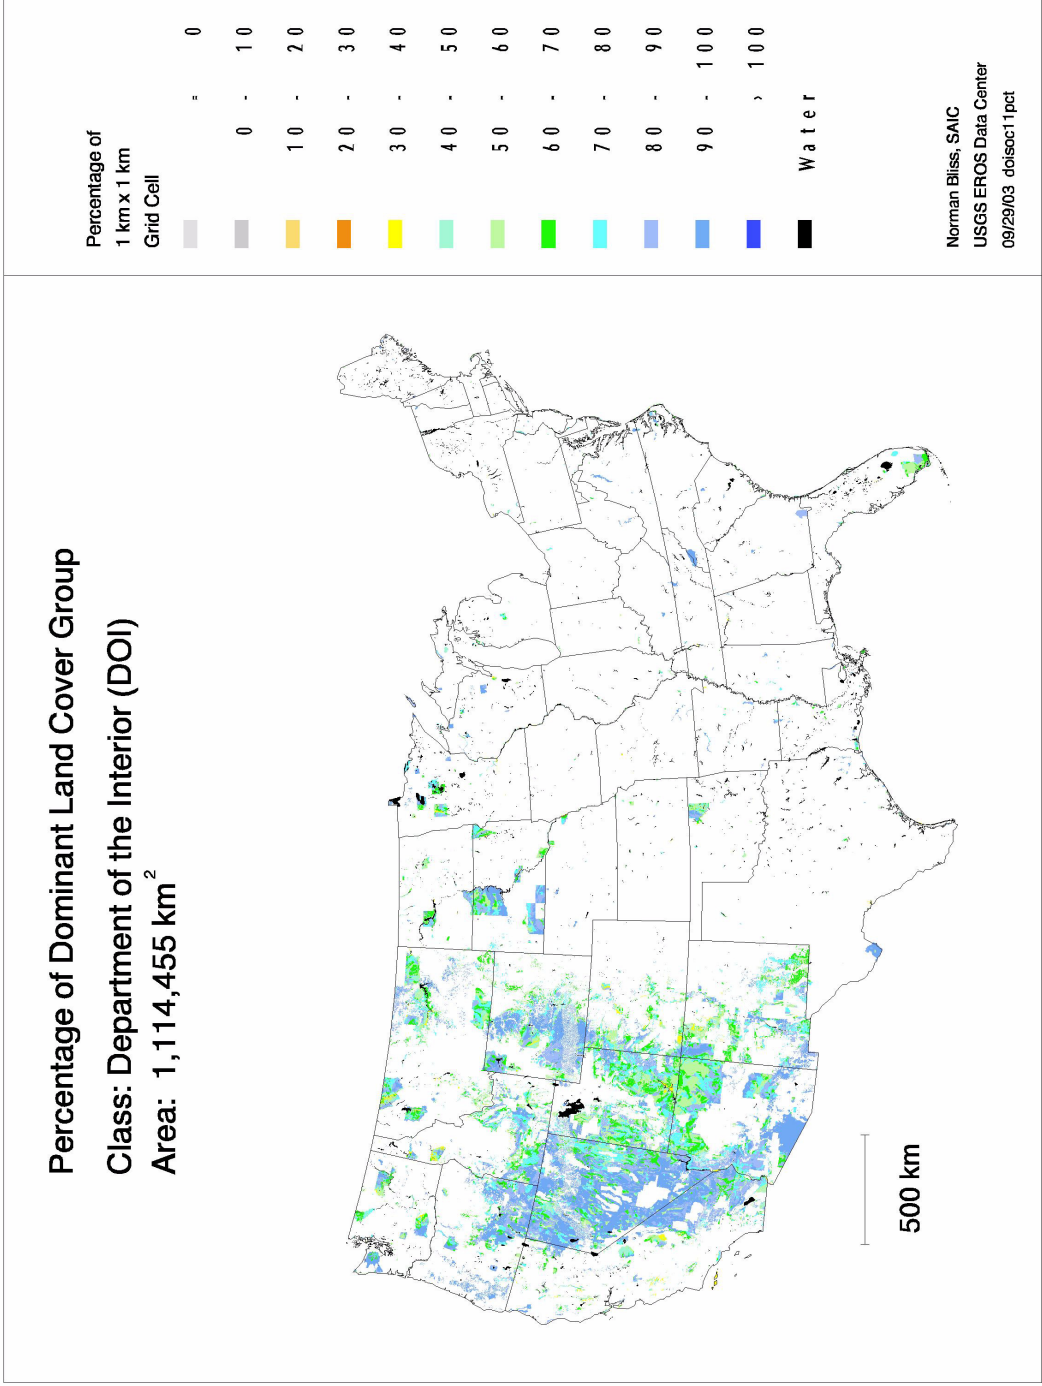 Percentage of Dominant Land Cover Group
Class: Department of the Interior (DOI)
Area: 1,114,455 km²
500 km
Percentage of
1 km x 1 km
Grid Cell
= 0
0 - 10
10 - 20
20 - 30
30 - 40
40 - 50
50 - 60
60 - 70
70 - 80
80 - 90
90 - 100
> 100
Water
Norman Bliss, SAIC
USGS EROS Data Center
09/29/03 doisoc11pct